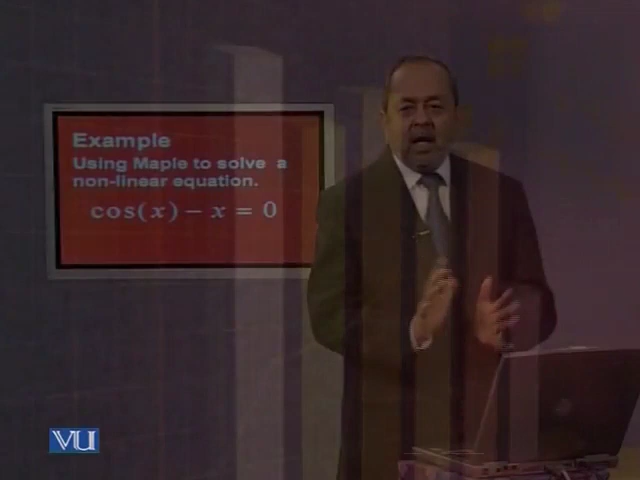 Example
Using Maple to solve a
non-linear equation.
cos(x) − x = 0
VU